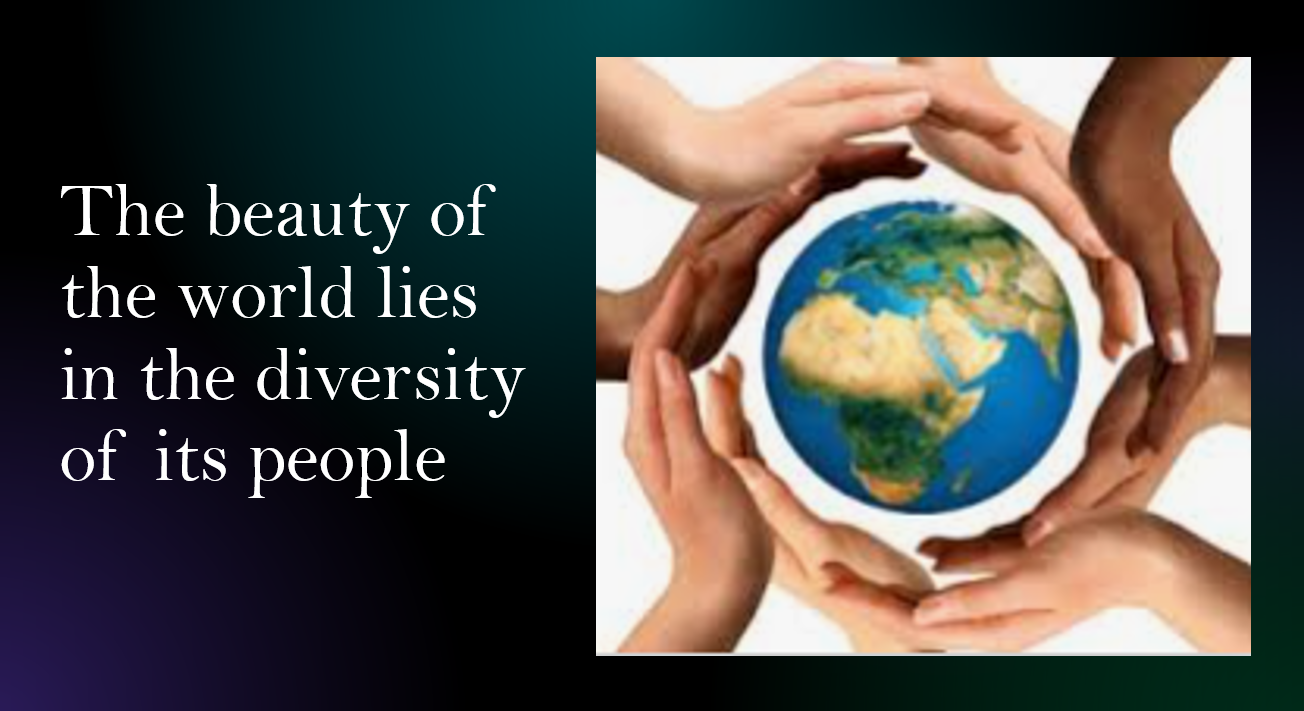 The beauty of
the world lies
in the diversity
of  its people